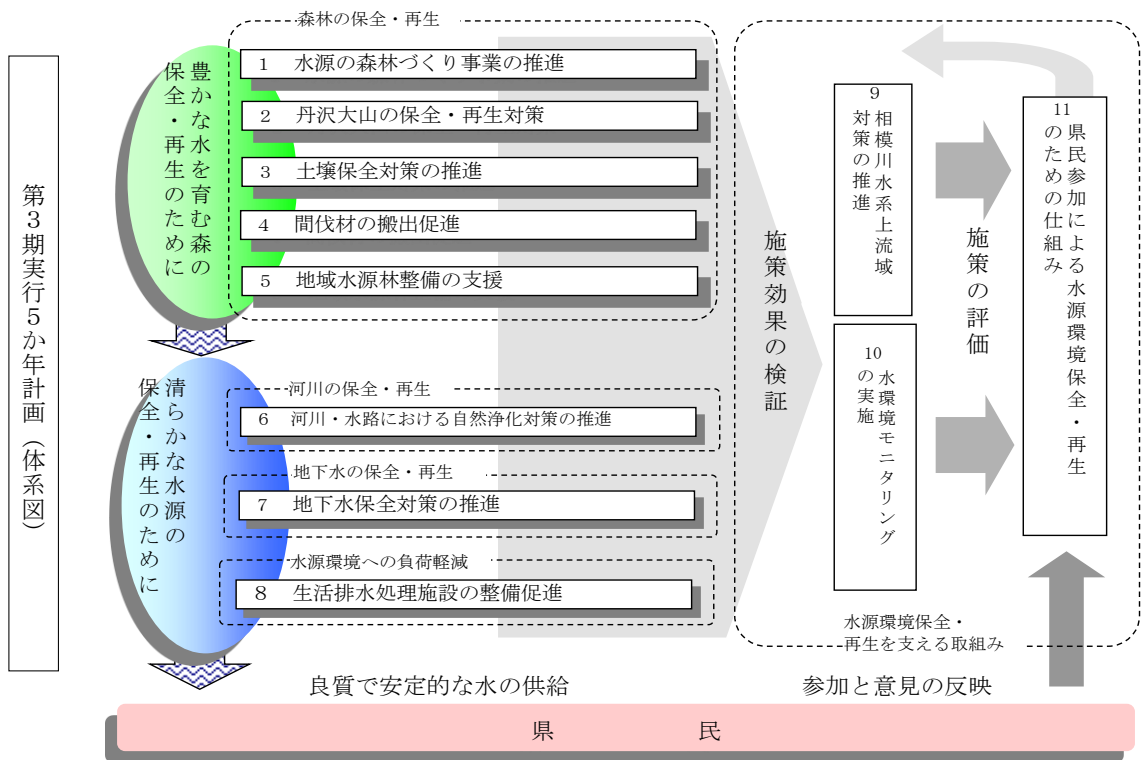 第３期実行５か年計画（体系図）
豊かな水を育む森の
保全・再生のために
森林の保全・再生
1 水源の森林づくり事業の推進
2 丹沢大山の保全・再生対策
3 土壌保全対策の推進
4 間伐材の搬出促進
5 地域水源林整備の支援
清らかな水源の
保全・再生のために
河川の保全・再生
6 河川・水路における自然浄化対策の推進
地下水の保全・再生
7 地下水保全対策の推進
水源環境への負荷軽減
8 生活排水処理施設の整備促進
施策効果の検証
9 相模川水系上流域
対策の推進
10 水環境モニタリング
の実施
施策の評価
11 県民参加による水源環境保全・再生
のための仕組み
水源環境保全・
再生を支える取組み
良質で安定的な水の供給
参加と意見の反映
県 民